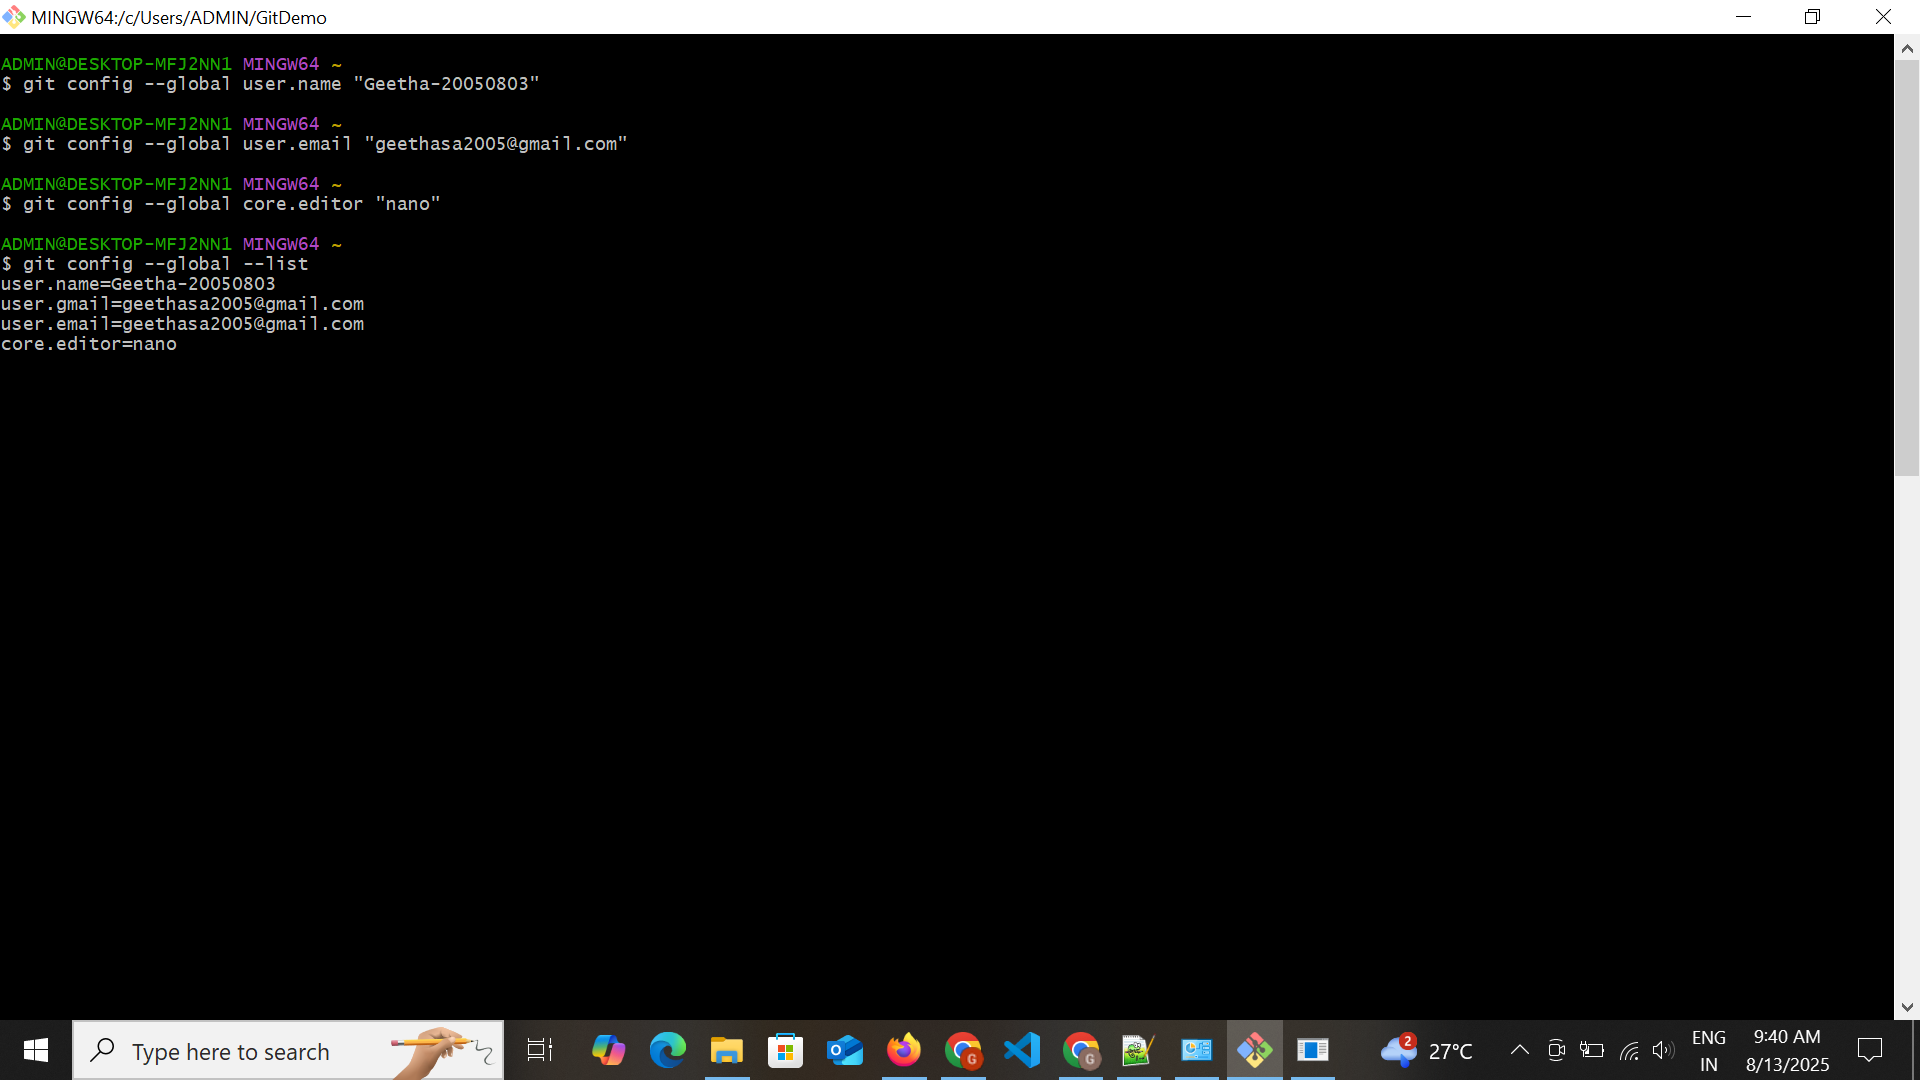 MINGW64:/c/Users/ADMIN/GitDemo
ADMIN@DESKTOP-MFJ2NN1 MINGW64 ~
$ git config --global user.name "Geetha-20050803"
ADMIN@DESKTOP-MFJ2NN1 MINGW64 ~
$ git config --global user.email "geethasa2005@gmail.com"
ADMIN@DESKTOP-MFJ2NN1 MINGW64 ~
$ git config --global core.editor "nano"
ADMIN@DESKTOP-MFJ2NN1 MINGW64 ~
$ git config --global --list
user.name=Geetha-20050803
user.gmail=geethasa2005@gmail.com
user.email=geethasa2005@gmail.com
core.editor=nano
Type here to search
G
G
2
27°C
ENG
IN
9:40 AM
8/13/2025